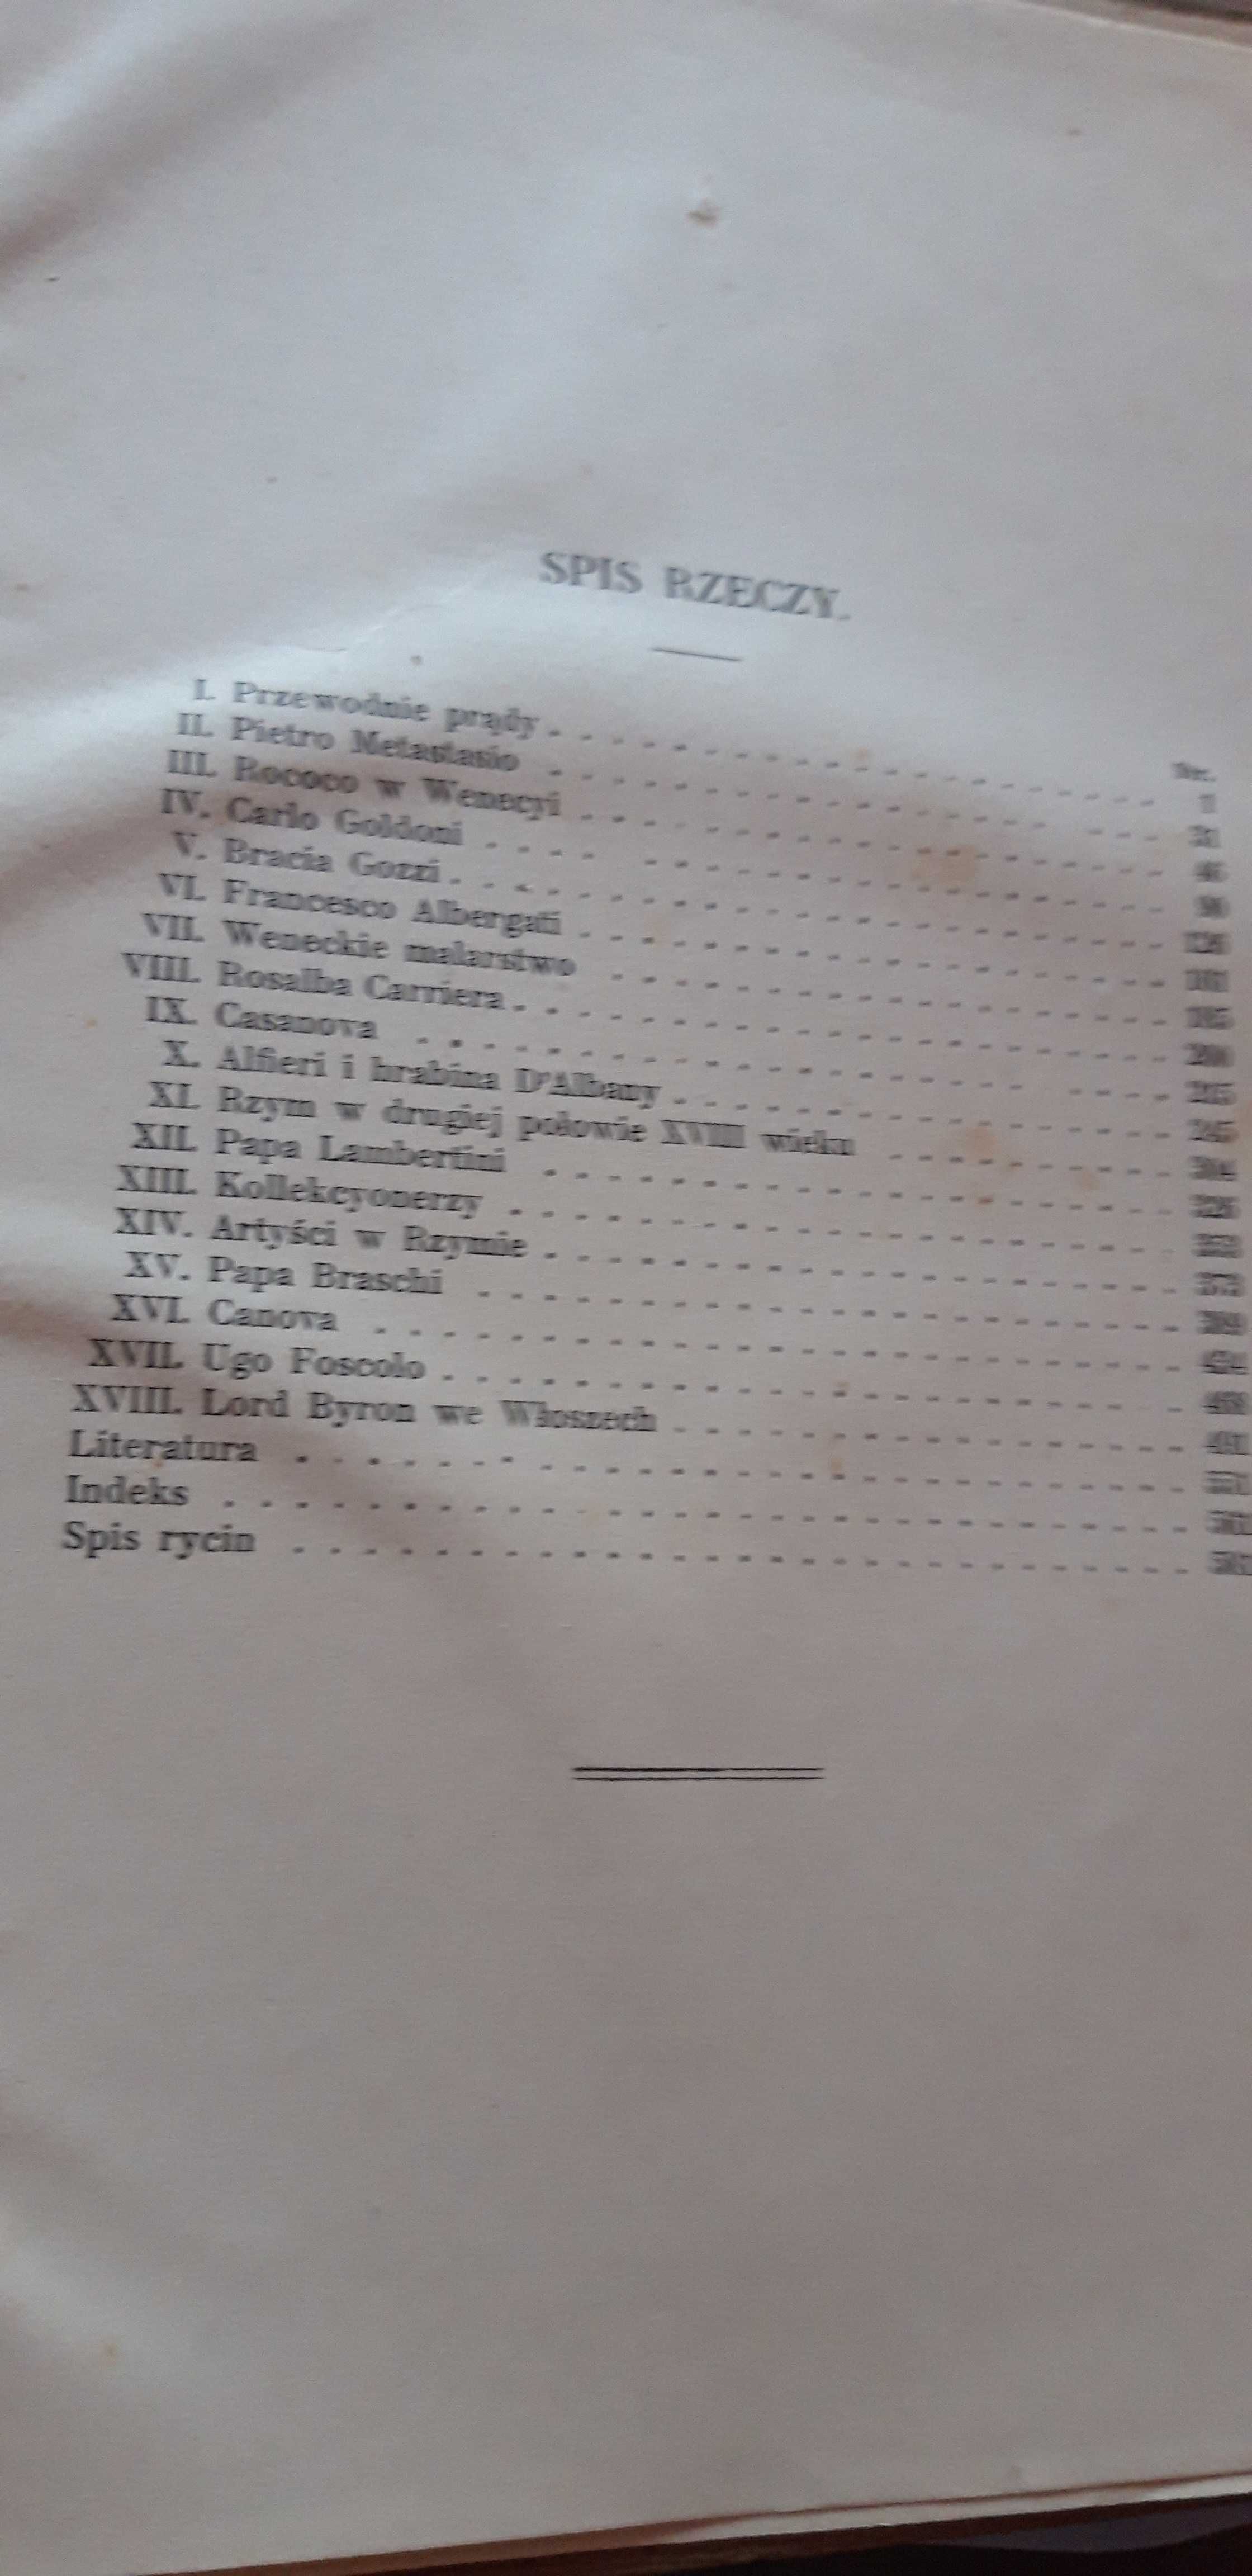 SPIS RZECZY.
Str.
I. Przewodnie prądy 1
II. Pietro Metastasio 31
III. Rococo w Wenecyi
IV. Carlo Goldoni
V. Bracia Gozzi
VI. Francesco Albergati
VII. Weneckie malarstwo
VIII. Rosalba Carriera
IX. Casanova
X. Alfieri i hrabina D'Albany
XI. Rzym w drugiej połowie XVIII wieku
XII. Papa Lambertini
XIII. Kollekcyonerzy
XIV. Artyści w Rzymie
XV. Papa Braschi
XVI. Canova
XVII. Ugo Foscolo
XVIII. Lord Byron we Włoszech
Literatura
Indeks
Spis rycin